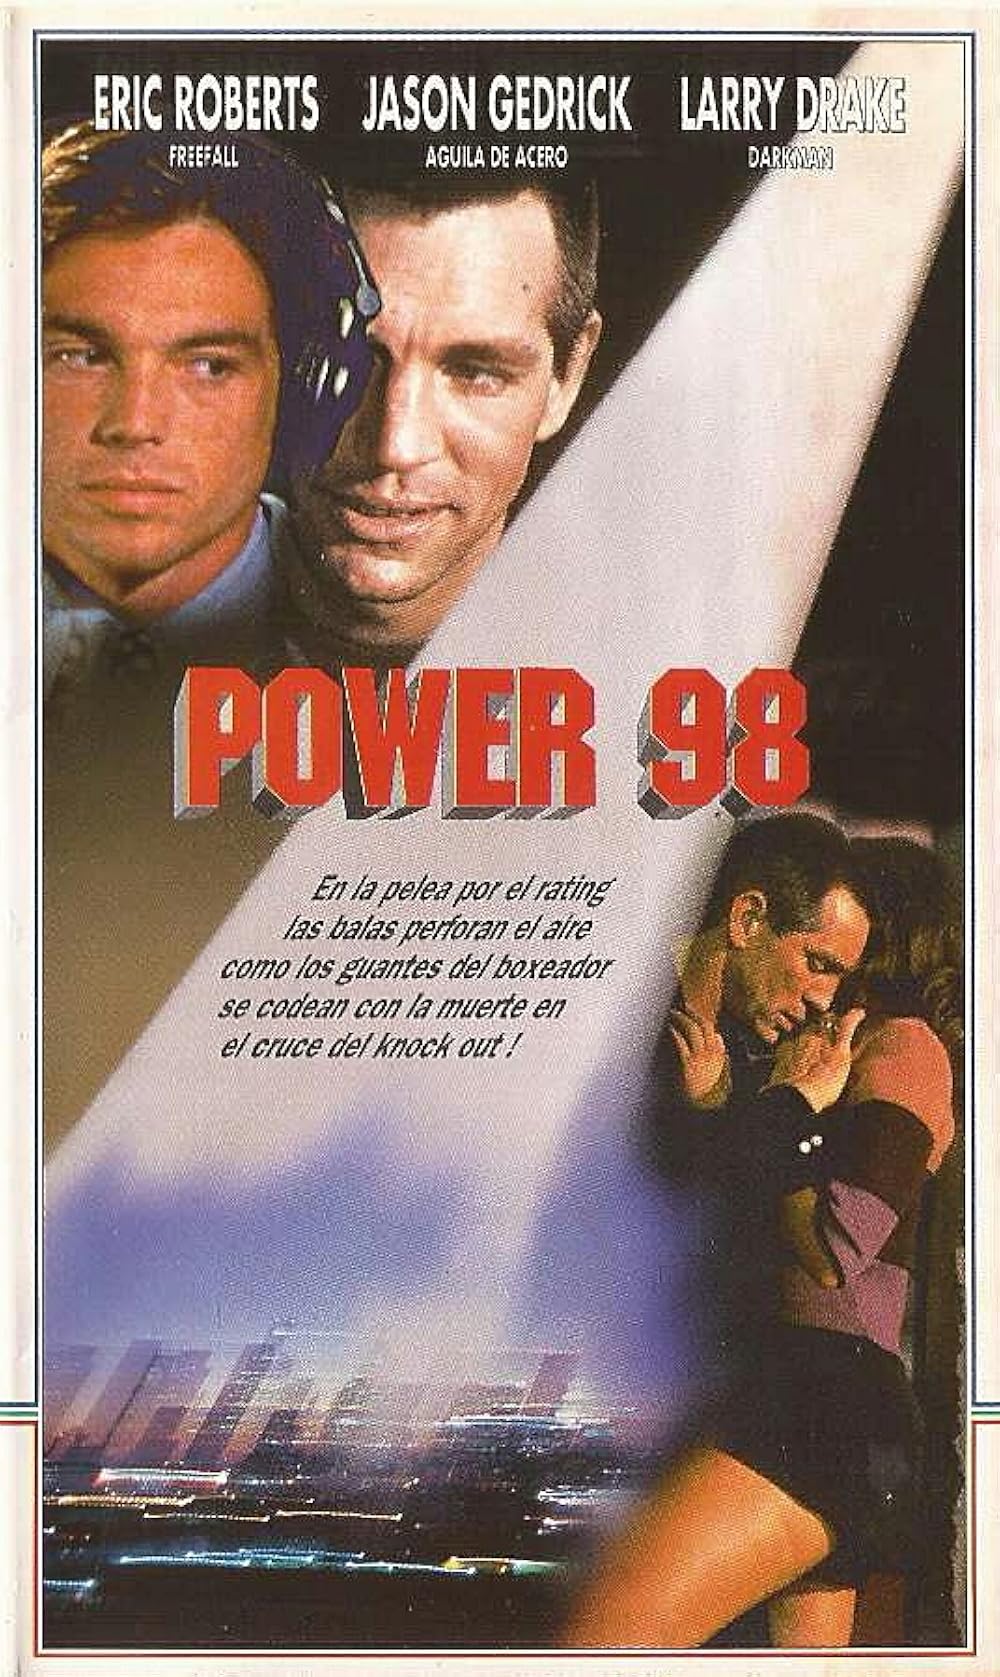 ERIC ROBERTS JASON GEDRICK LARRY DRAKE
FREEFALL AGUILA DE ACERO DARKMAN
POWER 98
En la pelea por el rating
las balas perforan el aire
como los guantes del boxeador
se codean con la muerte en
el cruce del knock out !